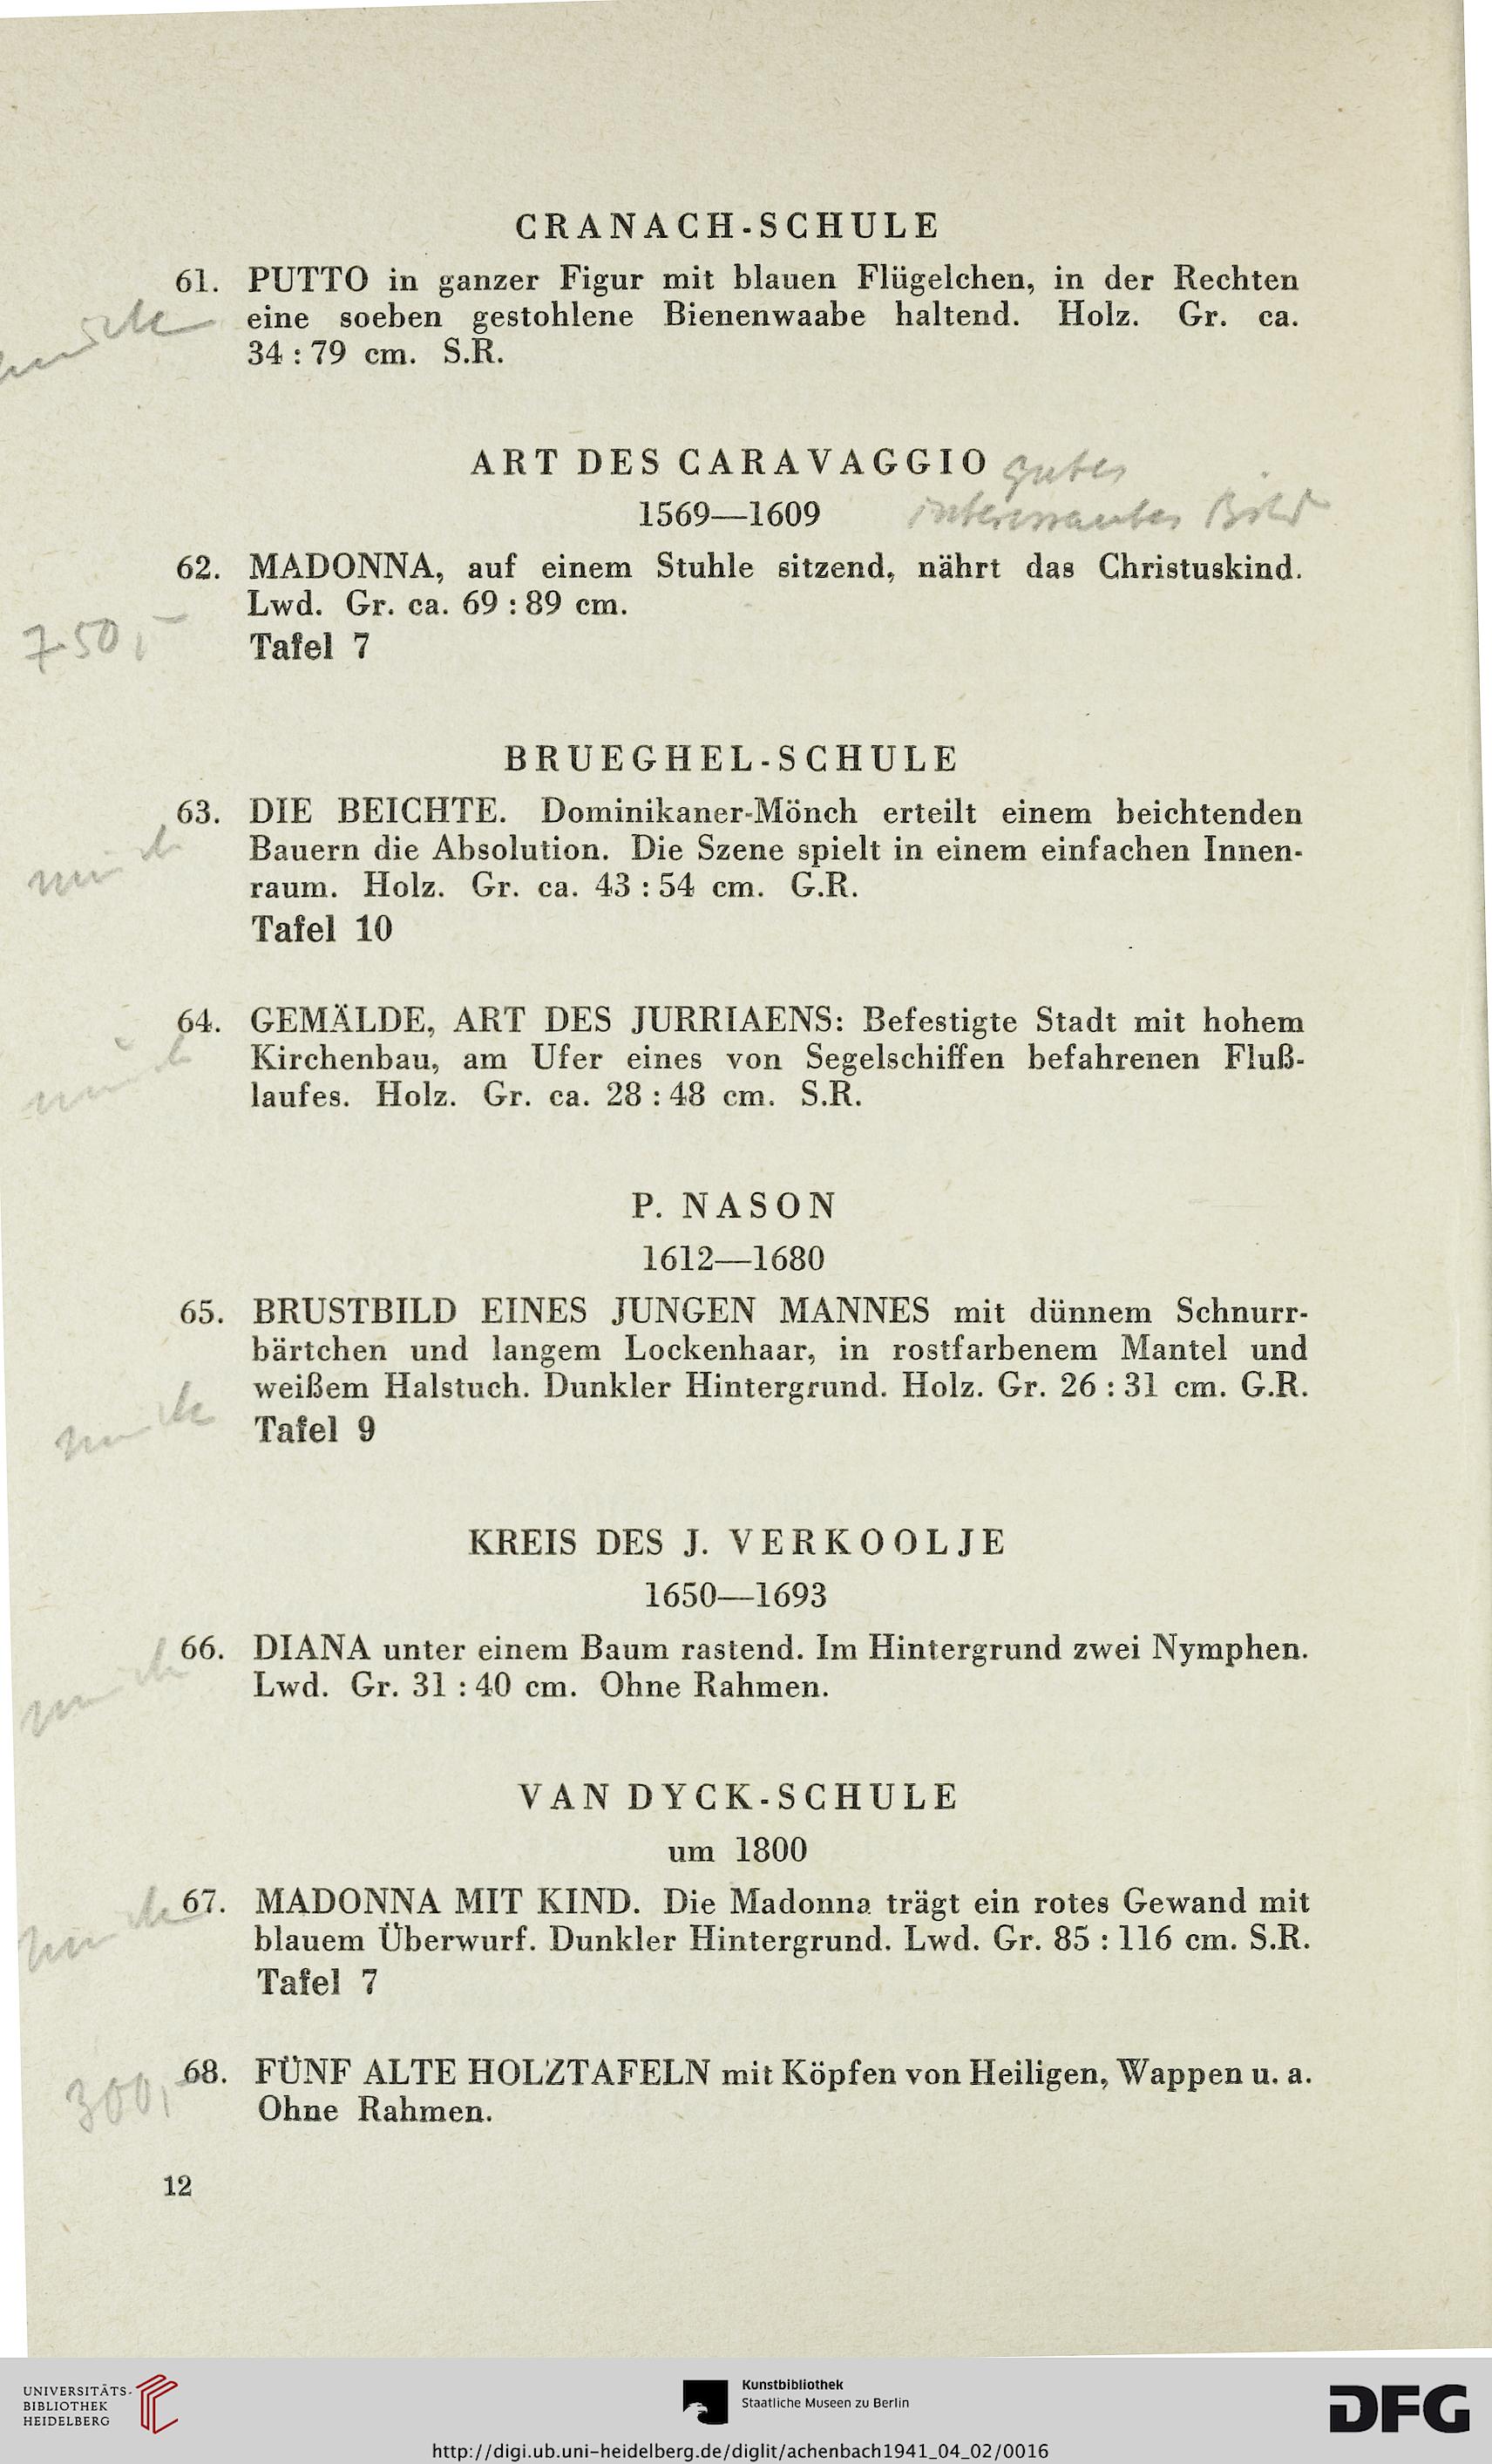 CRANACH-SCHULE
61. PUTTO in ganzer Figur mit blauen Flügelchen, in der Rechten
eine soeben gestohlene Bienenwaabe haltend. Holz. Gr. ca.
34 : 79 cm. S.R.
ART DES CARAVAGGIO gutes
1569—1609 interessantes Bild
62. MADONNA, auf einem Stuhle sitzend, nährt das Christuskind.
Lwd. Gr. ca. 69 : 89 cm.
750,-
Tafel 7
BRUEGHEL-SCHULE
63. DIE BEICHTE. Dominikaner-Mönch erteilt einem beichtenden
Bauern die Absolution. Die Szene spielt in einem einfachen Innen-
raum. Holz. Gr. ca. 43 : 54 cm. G.R.
Tafel 10
64. GEMÄLDE, ART DES JURRIAENS: Befestigte Stadt mit hohem
Kirchenbau, am Ufer eines von Segelschiffen befahrenen Fluß-
laufes. Holz. Gr. ca. 28 : 48 cm. S.R.
P. NASON
1612—1680
65. BRUSTBILD EINES JUNGEN MANNES mit dünnem Schnurr-
bärtchen und langem Lockenhaar, in rostfarbenem Mantel und
weißem Halstuch. Dunkler Hintergrund. Holz. Gr. 26 : 31 cm. G.R.
Tafel 9
KREIS DES J. VERKOOLJE
1650—1693
66. DIANA unter einem Baum rastend. Im Hintergrund zwei Nymphen.
Lwd. Gr. 31 : 40 cm. Ohne Rahmen.
VAN DYCK-SCHULE
um 1800
67. MADONNA MIT KIND. Die Madonna trägt ein rotes Gewand mit
blauem Überwurf. Dunkler Hintergrund. Lwd. Gr. 85 : 116 cm. S.R.
Tafel 7
68. FÜNF ALTE HOLZTAFELN mit Köpfen von Heiligen, Wappen u. a.
300,-
Ohne Rahmen.
12
UNIVERSITÄTS-
BIBLIOTHEK
HEIDELBERG
Kunstbibliothek
Staatliche Museen zu Berlin
DFG
http://digi.ub.uni-heidelberg.de/diglit/achenbach1941_04_02/0016